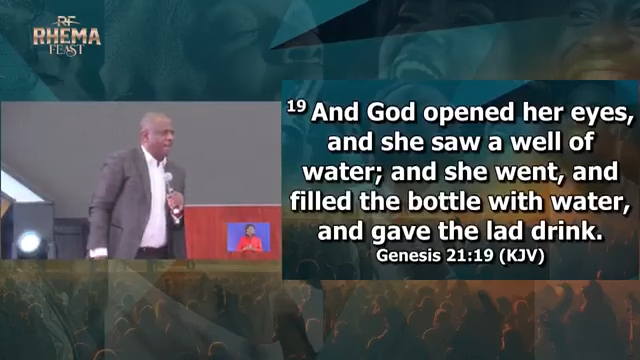 RF
RHEMA
FEAST
19 And God opened her eyes,
and she saw a well of
water; and she went, and
filled the bottle with water,
and gave the lad drink.
Genesis 21:19 (KJV)